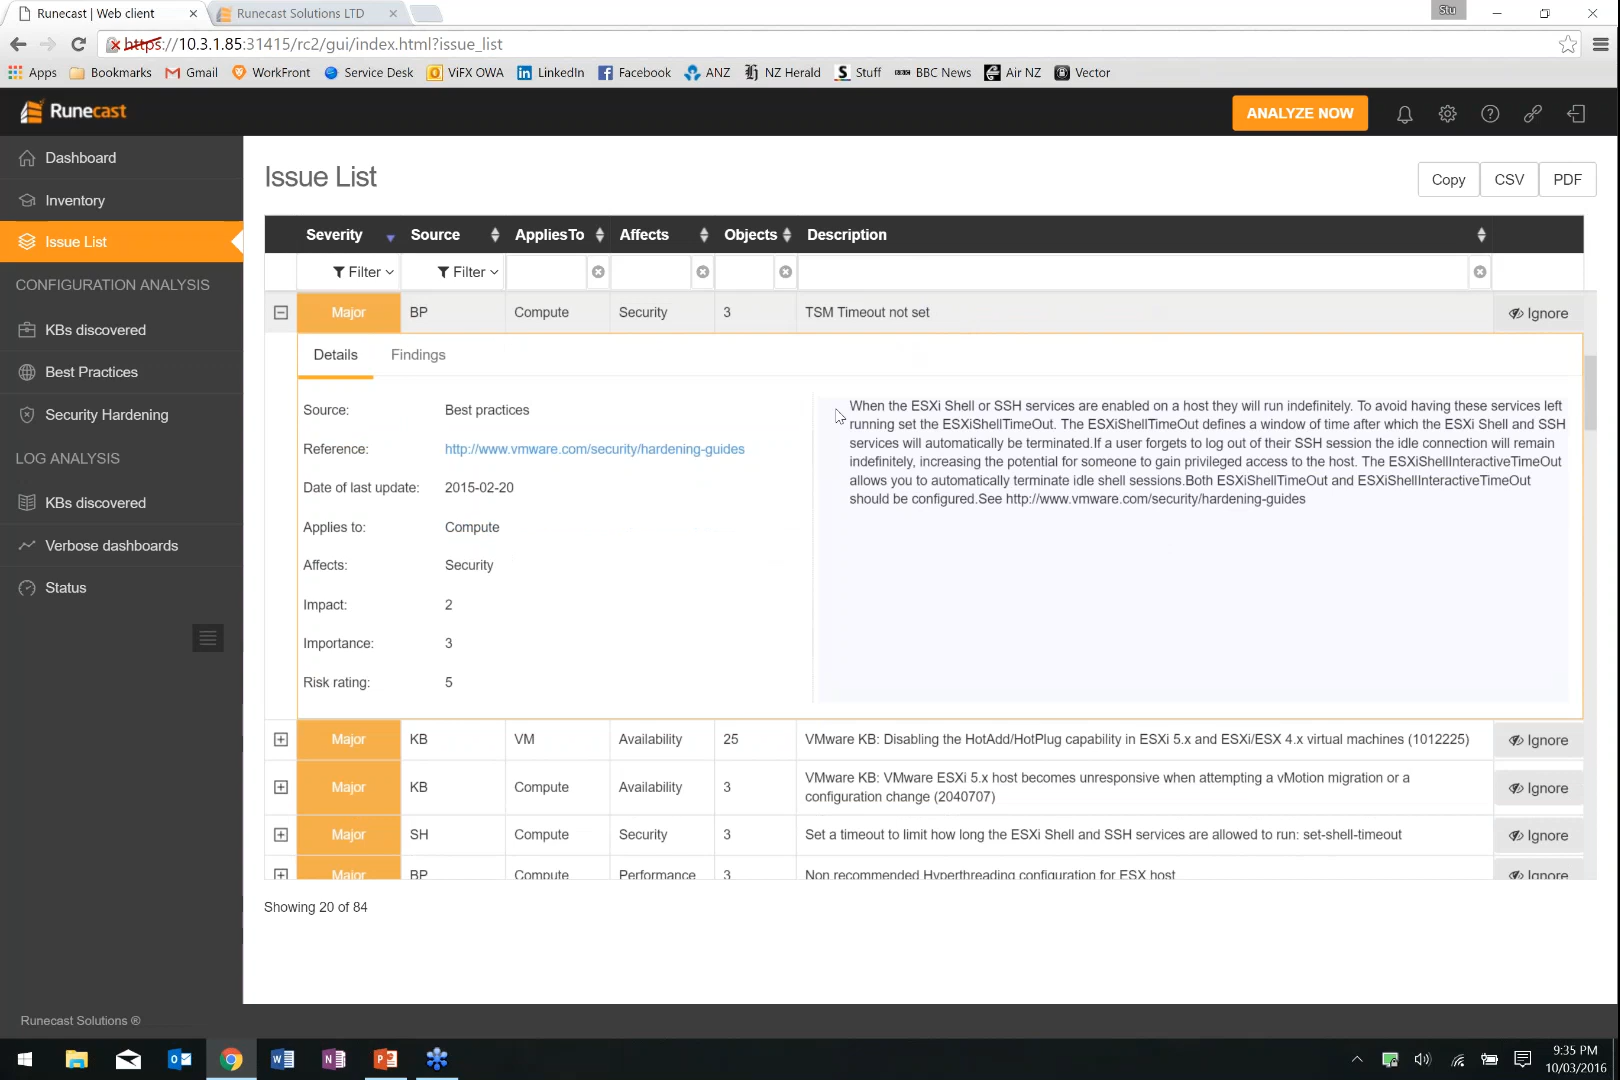 Runecast | Web client
Runecast Solutions LTD
Stu
https://10.3.1.85:31415/rc2/gui/index.html?issue_list
Apps Bookmarks Gmail WorkFront Service Desk ViFX OWA LinkedIn Facebook ANZ NZ Herald Stuff BBC News Air NZ Vector
Runecast
ANALYZE NOW
Dashboard
Inventory
Issue List
CONFIGURATION ANALYSIS
KBs discovered
Best Practices
Security Hardening
LOG ANALYSIS
KBs discovered
Verbose dashboards
Status
Runecast Solutions ®
Issue List
Copy CSV PDF
Severity Source AppliesTo Affects Objects Description
Filter Filter
Major BP Compute Security 3 TSM Timeout not set Ignore
Details Findings
Source: Best practices
Reference: http://www.vmware.com/security/hardening-guides
Date of last update: 2015-02-20
Applies to: Compute
Affects: Security
Impact: 2
Importance: 3
Risk rating: 5
When the ESXi Shell or SSH services are enabled on a host they will run indefinitely. To avoid having these services left
running set the ESXiShellTimeOut. The ESXiShellTimeOut defines a window of time after which the ESXi Shell and SSH
services will automatically be terminated.If a user forgets to log out of their SSH session the idle connection will remain
indefinitely, increasing the potential for someone to gain privileged access to the host. The ESXiShellInteractiveTimeOut
allows you to automatically terminate idle shell sessions.Both ESXiShellTimeOut and ESXiShellInteractiveTimeOut
should be configured.See http://www.vmware.com/security/hardening-guides
Major KB VM Availability 25 VMware KB: Disabling the HotAdd/HotPlug capability in ESXi 5.x and ESXi/ESX 4.x virtual machines (1012225) Ignore
Major KB Compute Availability 3 VMware KB: VMware ESXi 5.x host becomes unresponsive when attempting a vMotion migration or a
configuration change (2040707) Ignore
Major SH Compute Security 3 Set a timeout to limit how long the ESXi Shell and SSH services are allowed to run: set-shell-timeout Ignore
Major BP Compute Performance 3 Non recommended Hyperthreading configuration for ESX host Ignore
Showing 20 of 84
9:35 PM
10/03/2016